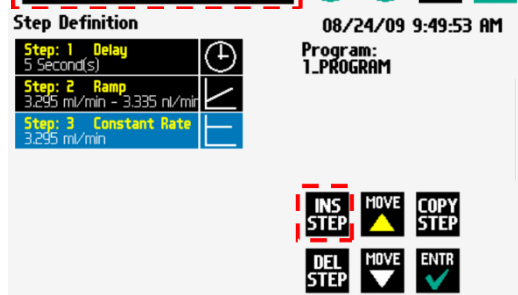 Step Definition
08/24/09 9:49:53 AM
Step: 1 Delay
5 Second(s)
Program:
1_PROGRAM
Step: 2 Ramp
3.295 ml/min - 3.335 nl/min
Step: 3 Constant Rate
3.295 ml/min
INS STEP
MOVE
COPY STEP
DEL STEP
MOVE
ENTR